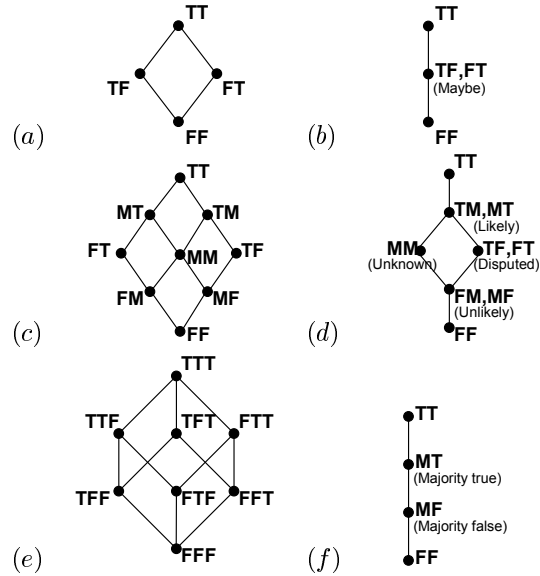 TT
TF
FT
FF
(a)
TT
TF,FT
(Maybe)
FF
(b)
TT
MT
TM
FT
MM
TF
FM
MF
FF
(c)
TT
TM,MT
(Likely)
MM
(Unknown)
TF,FT
(Disputed)
FM,MF
(Unlikely)
FF
(d)
TTT
TTF
TFT
FTT
TFF
FTF
FFT
FFF
(e)
TT
MT
(Majority true)
MF
(Majority false)
FF
(f)